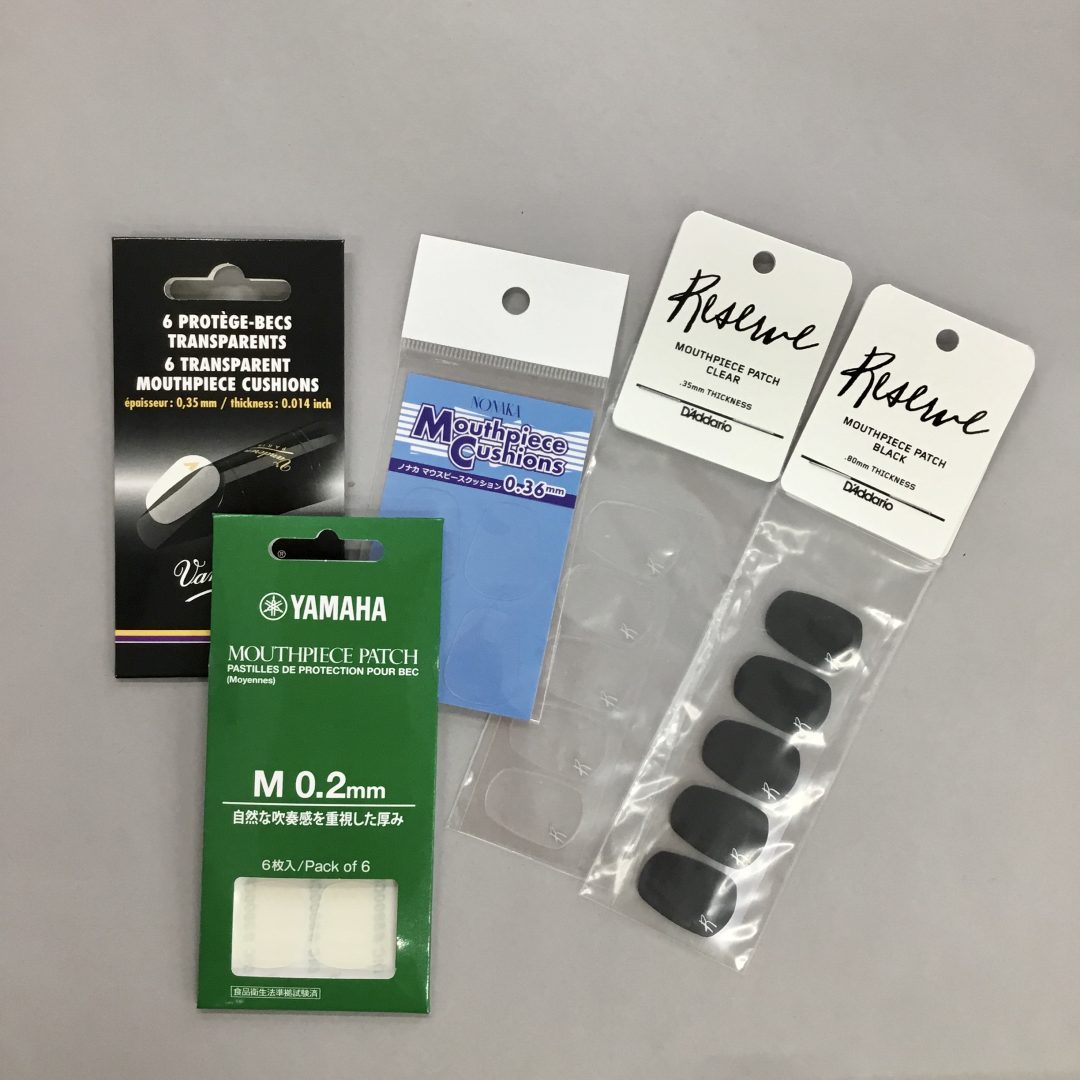 6 PROTÈGE-BECS
TRANSPARENTS
6 TRANSPARENT
MOUTHPIECE CUSHIONS
épaisseur : 0,35 mm / thickness : 0.014 inch
NONAKA
Mouthpiece
Cushions
ノナカ マウスピースクッション 0.36mm
Reserve
MOUTHPIECE PATCH
CLEAR
.35mm THICKNESS
D'Addario
Reserve
MOUTHPIECE PATCH
BLACK
.80mm THICKNESS
D'Addario
YAMAHA
MOUTHPIECE PATCH
PASTILLES DE PROTECTION POUR BEC
(Moyennes)
M 0.2mm
自然な吹奏感を重視した厚み
6枚入/Pack of 6
食品衛生法準拠試験済